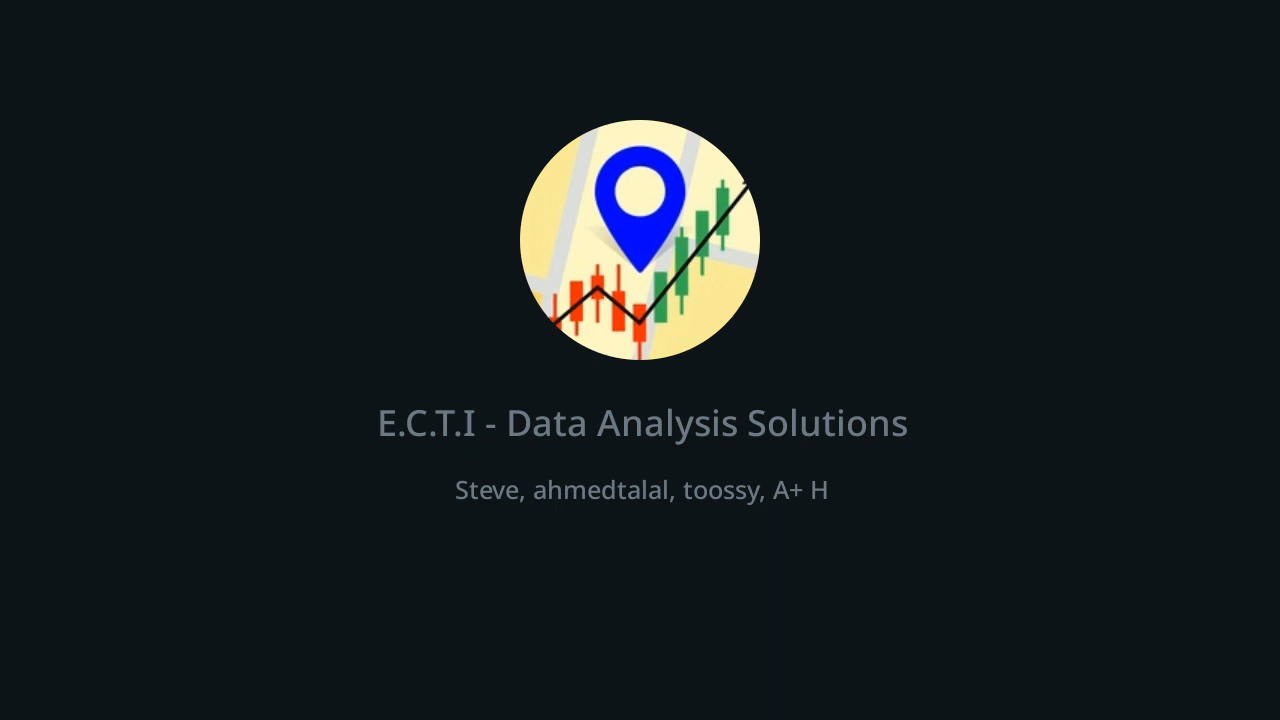 E.C.T.I - Data Analysis Solutions
Steve, ahmedtalal, toossy, A+ H